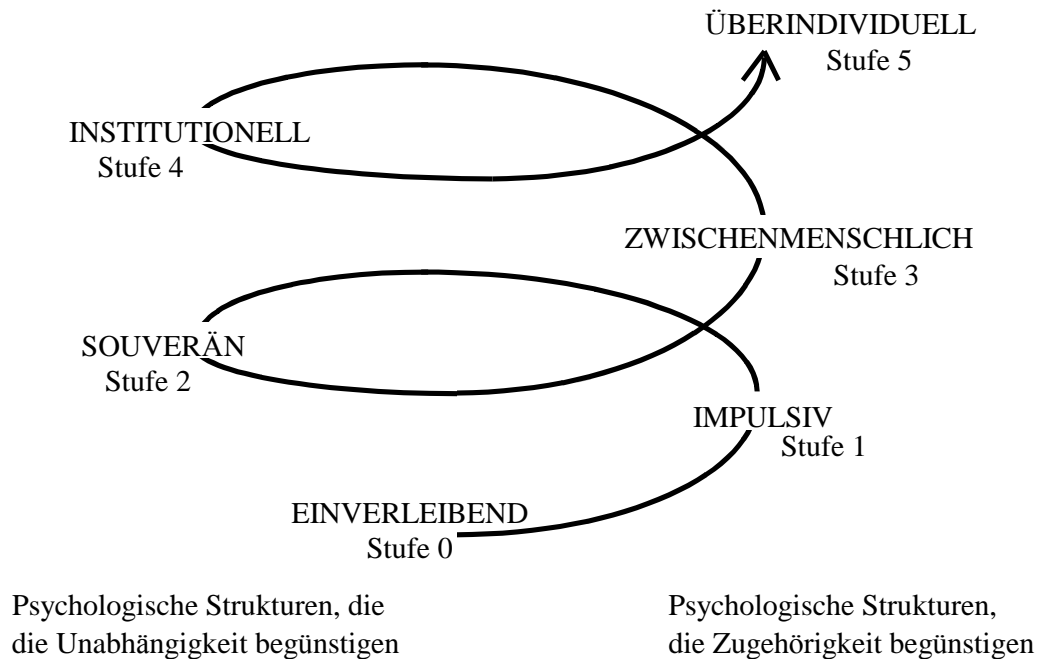 ÜBERINDIVIDUELL
Stufe 5
INSTITUTIONELL
Stufe 4
ZWISCHENMENSCHLICH
Stufe 3
SOUVERÄN
Stufe 2
IMPULSIV
Stufe 1
EINVERLEIBEND
Stufe 0
Psychologische Strukturen, die
die Unabhängigkeit begünstigen
Psychologische Strukturen,
die Zugehörigkeit begünstigen